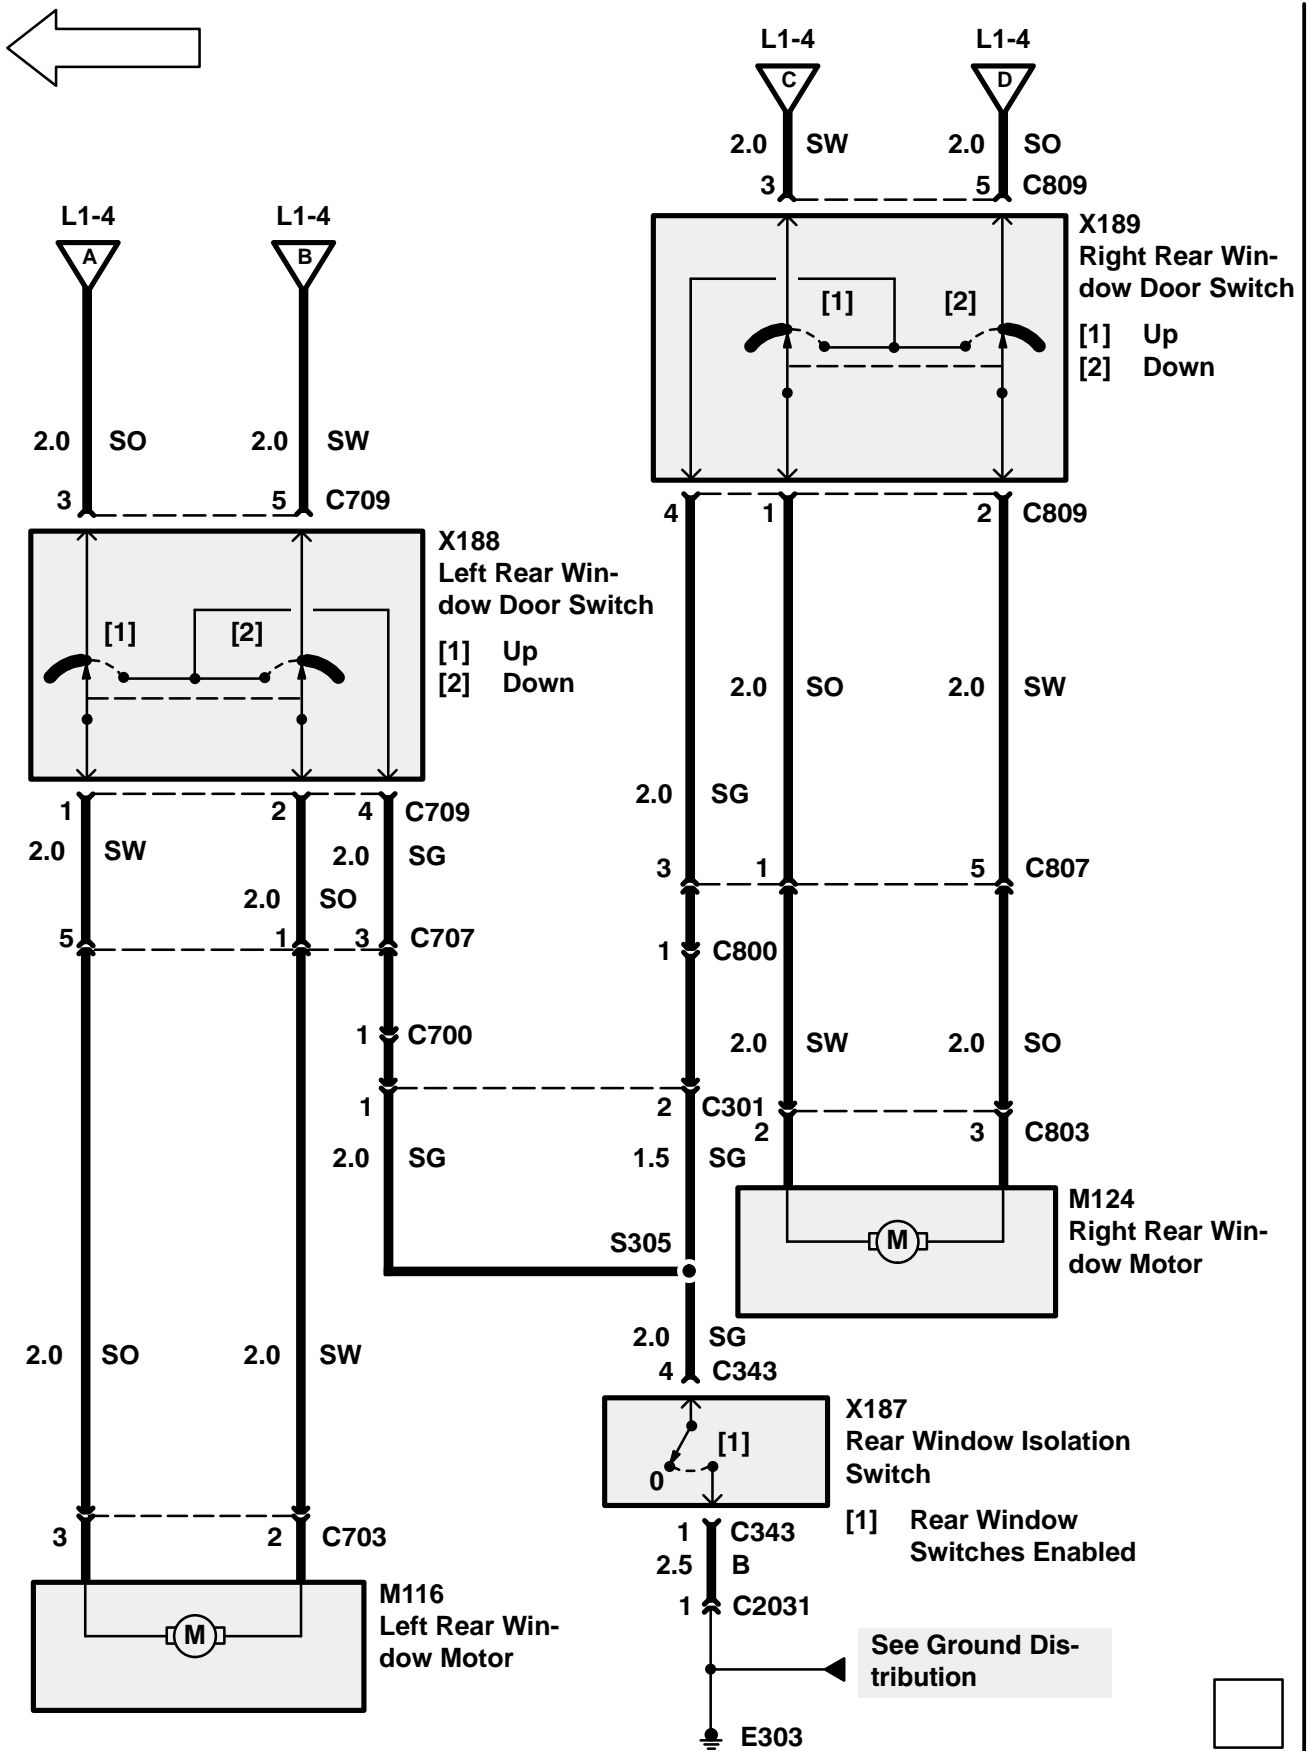 L1-4 L1-4
C D
2.0 SW 2.0 SO
3 5 C809
L1-4 L1-4
A B
X189
Right Rear Win-
dow Door Switch
[1] [2]
[1] Up
[2] Down
2.0 SO 2.0 SW
3 5 C709
4 1 2 C809
X188
Left Rear Win-
dow Door Switch
[1] [2]
[1] Up
[2] Down
2.0 SO 2.0 SW
2.0 SG
1 2 4 C709
2.0 SW 2.0 SG
3 1 5 C807
2.0 SO
5 1 3 C707
1 C800
1 C700
2.0 SW 2.0 SO
1 2 C301
2 3 C803
2.0 SG 1.5 SG
M124
Right Rear Win-
dow Motor
M
S305
2.0 SG
2.0 SO 2.0 SW
4 C343
X187
Rear Window Isolation
Switch
[1]
0
[1] Rear Window
Switches Enabled
3 2 C703
1 C343
2.5 B
M116
Left Rear Win-
dow Motor
M
1 C2031
See Ground Dis-
tribution
E303